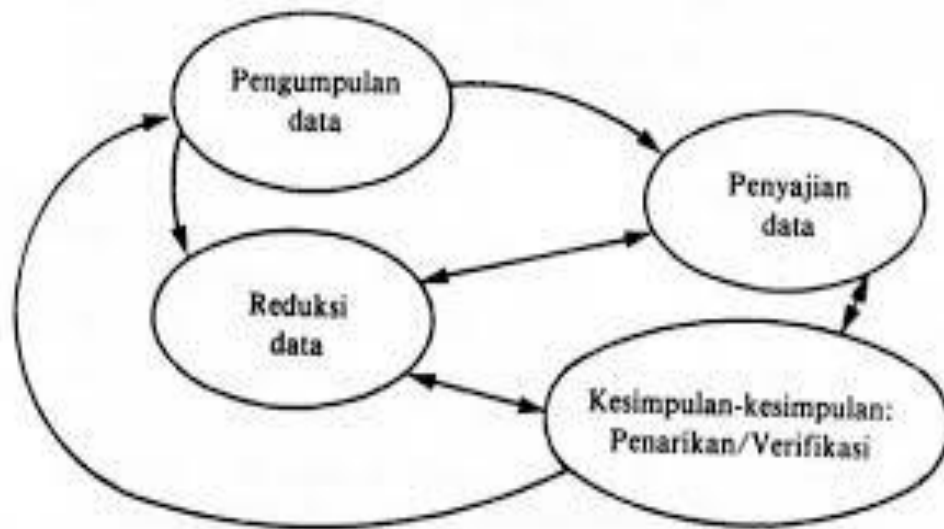 Pengumpulan
data
Penyajian
data
Reduksi
data
Kesimpulan-kesimpulan:
Penarikan/Verifikasi